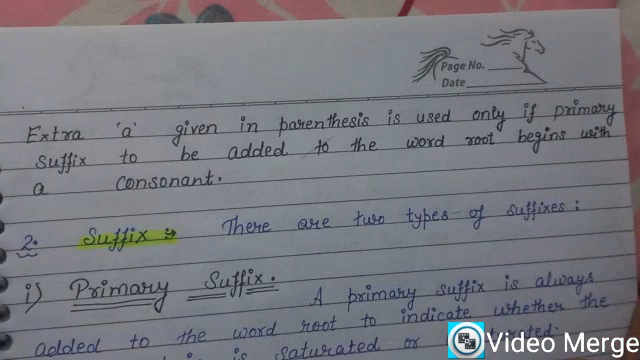 Page No.
Date
Extra 'a' given in parenthesis is used only if primary
suffix to be added to the word root begins with
a consonant.
2. Suffix :→ There are two types of suffixes:
i) Primary Suffix. A primary suffix is always
added to the word root to indicate whether the
is saturated or
Video Merge